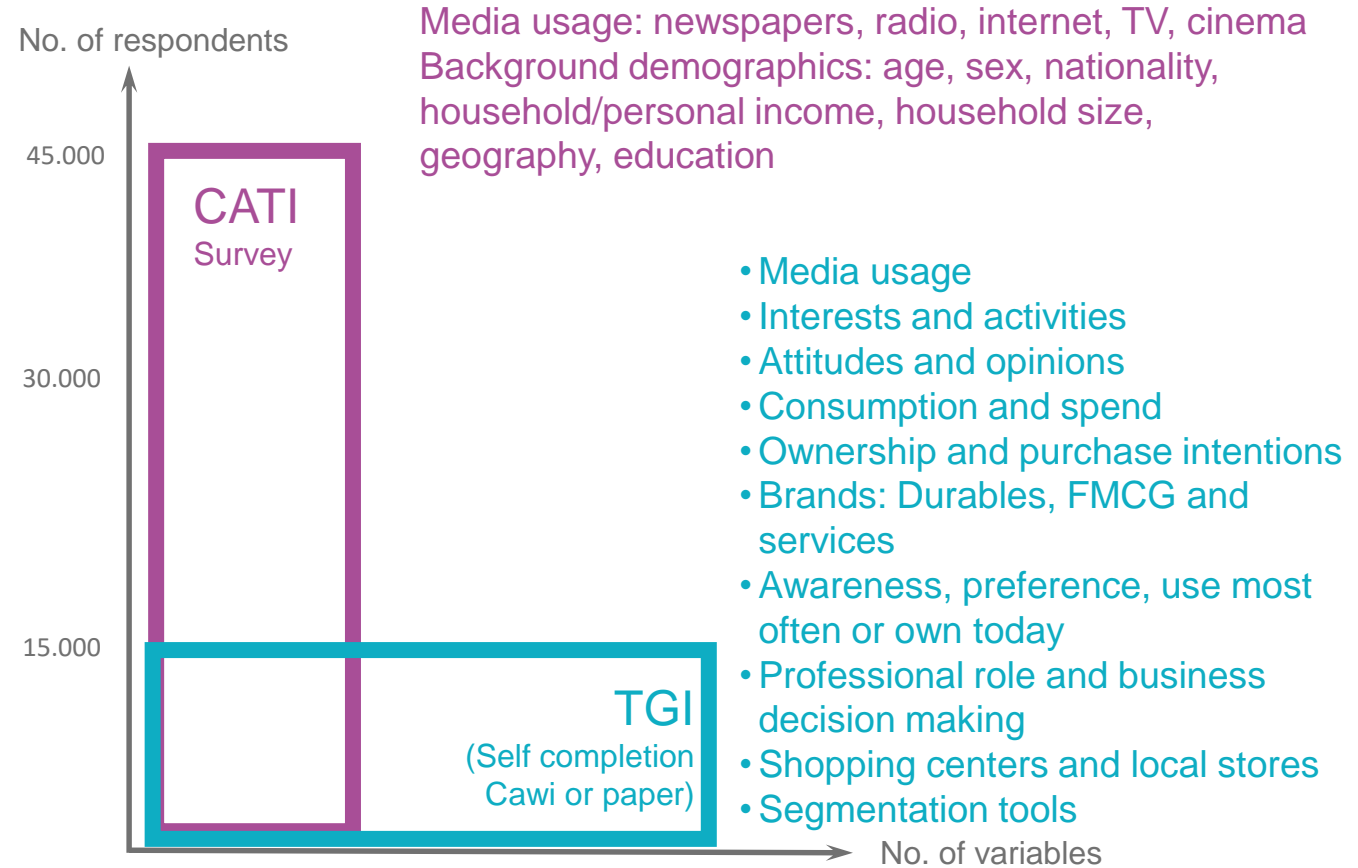 No. of respondents
Media usage: newspapers, radio, internet, TV, cinema
Background demographics: age, sex, nationality,
household/personal income, household size,
geography, education
45.000
CATI
Survey
30.000
15.000
TGI
(Self completion
Cawi or paper)
• Media usage
• Interests and activities
• Attitudes and opinions
• Consumption and spend
• Ownership and purchase intentions
• Brands: Durables, FMCG and
services
• Awareness, preference, use most
often or own today
• Professional role and business
decision making
• Shopping centers and local stores
• Segmentation tools
No. of variables